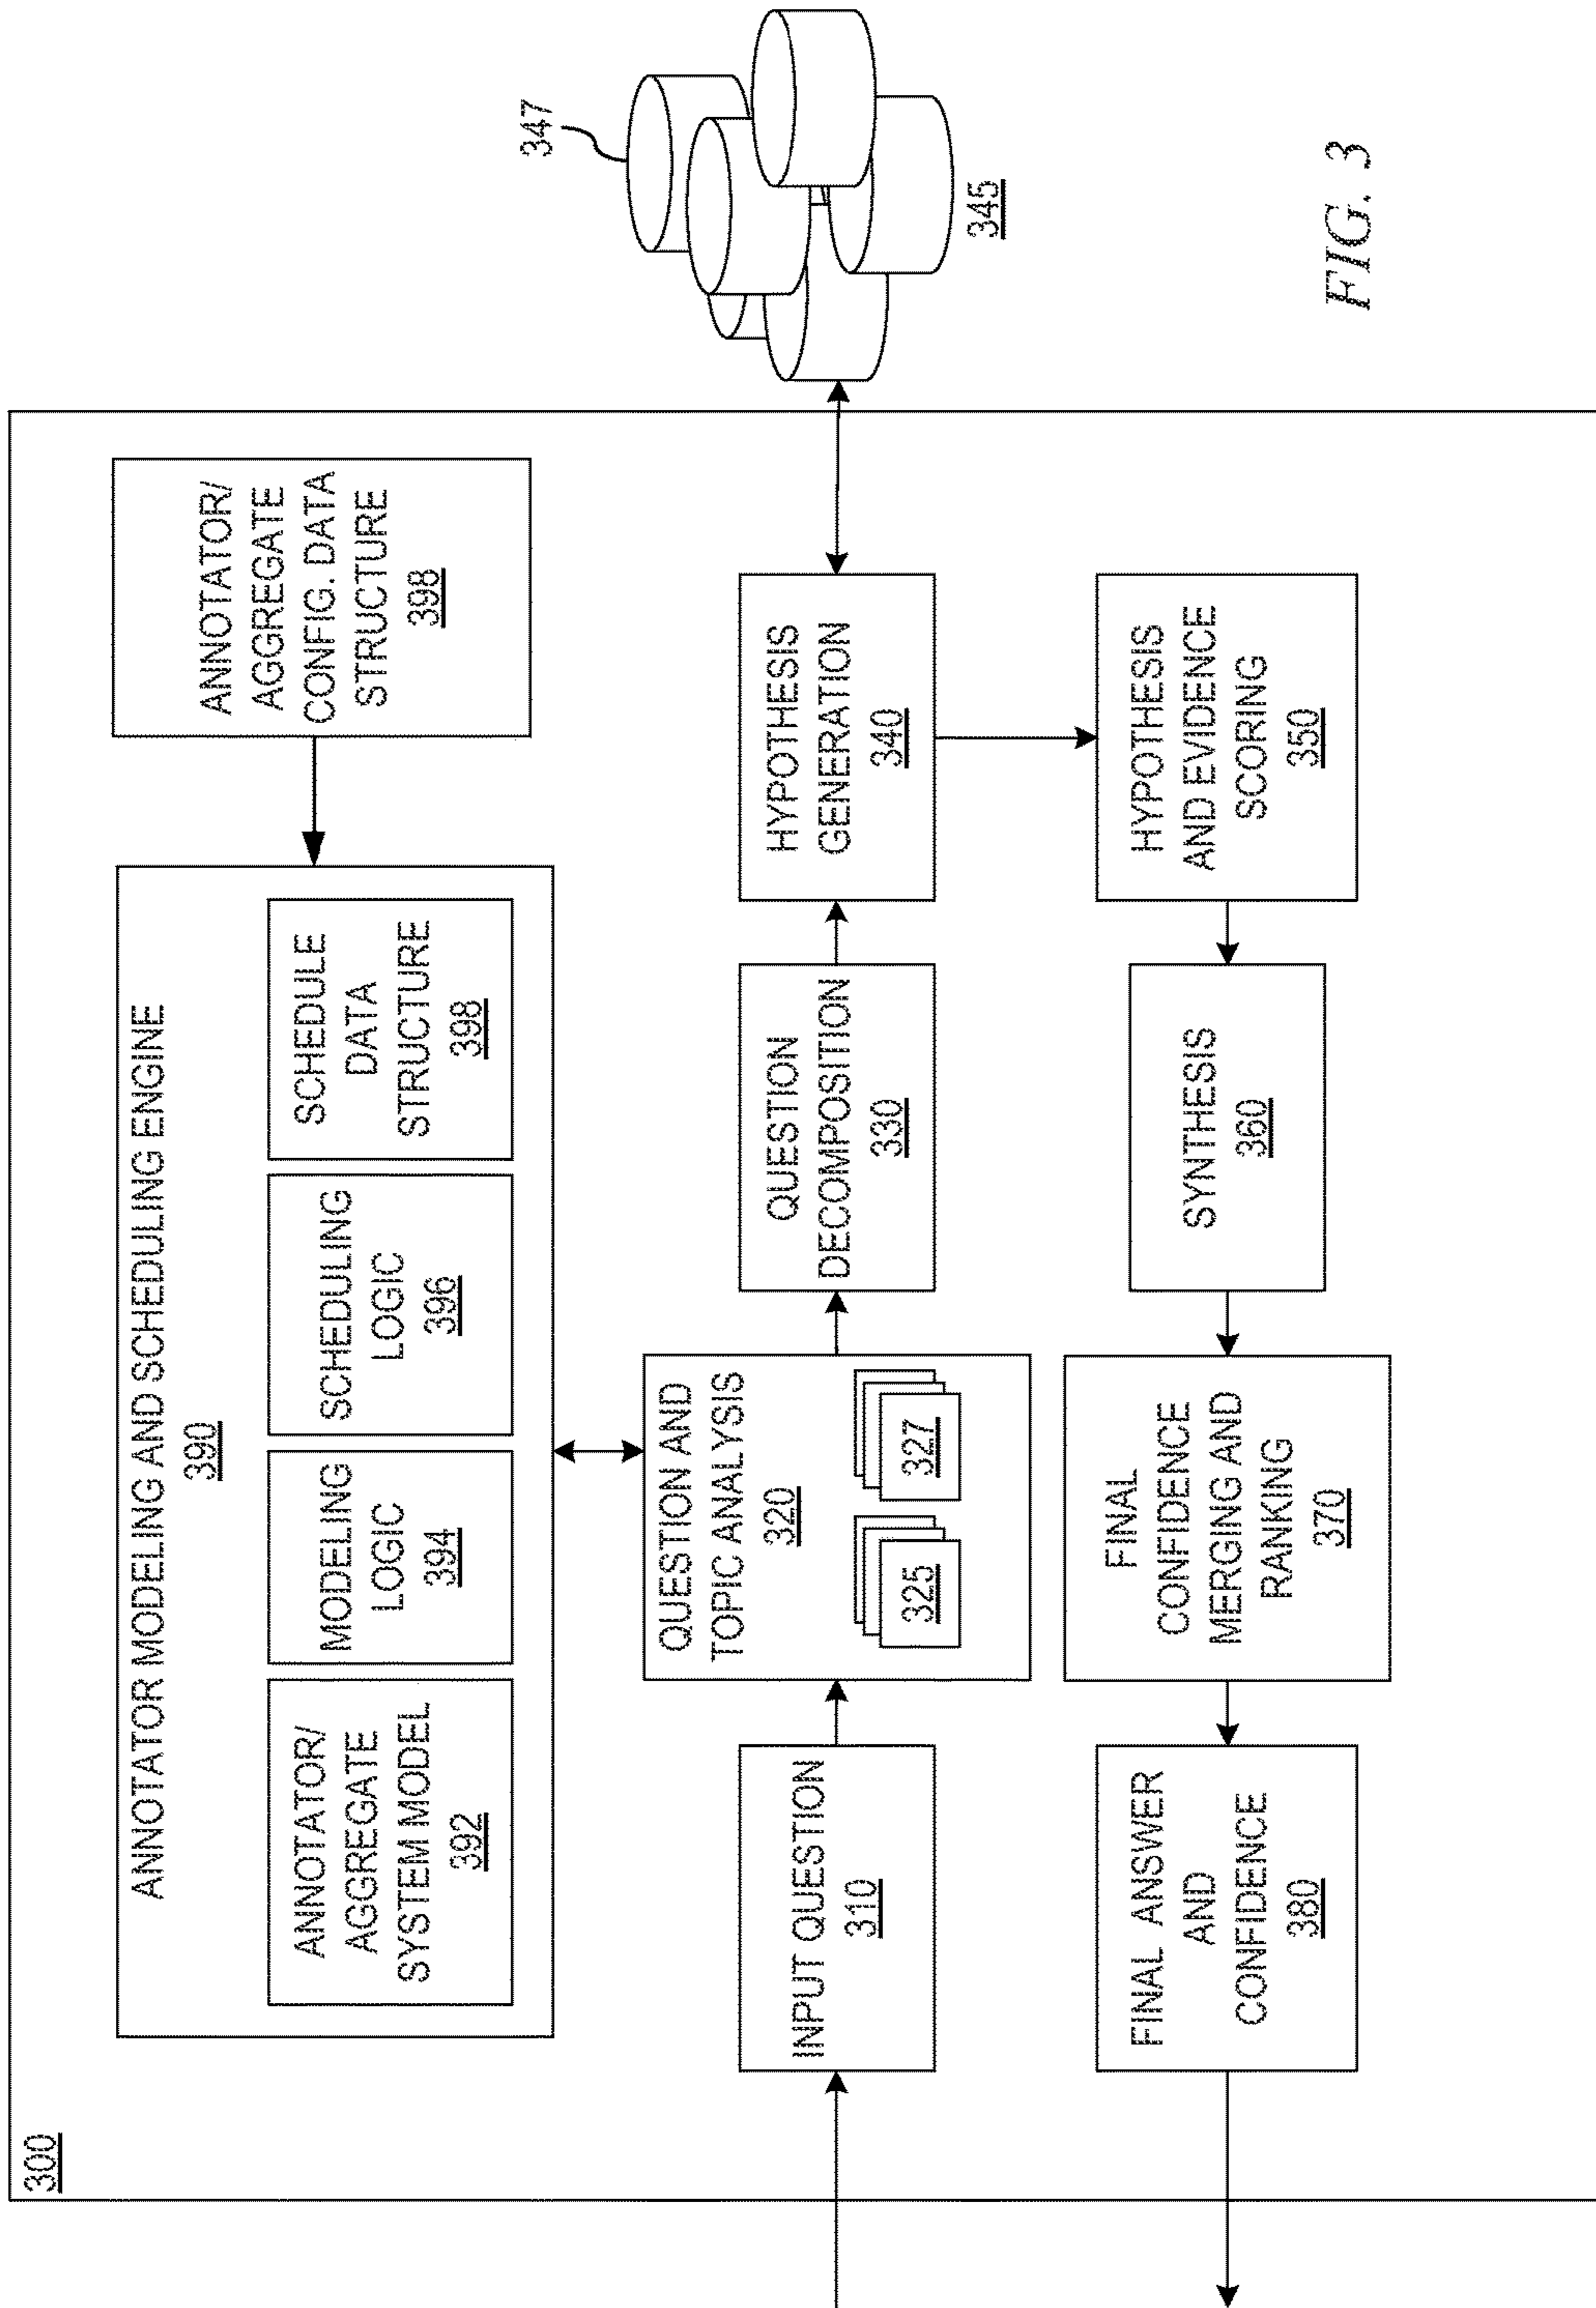 300
ANNOTATOR MODELING AND SCHEDULING ENGINE
390
ANNOTATOR/
AGGREGATE
SYSTEM MODEL
392
MODELING
LOGIC
394
SCHEDULING
LOGIC
396
SCHEDULE
DATA
STRUCTURE
398
ANNOTATOR/
AGGREGATE
CONFIG. DATA
STRUCTURE
398
INPUT QUESTION
310
QUESTION AND
TOPIC ANALYSIS
320
325
327
QUESTION
DECOMPOSITION
330
HYPOTHESIS
GENERATION
340
347
345
HYPOTHESIS
AND EVIDENCE
SCORING
350
SYNTHESIS
360
FINAL
CONFIDENCE
MERGING AND
RANKING
370
FINAL ANSWER
AND
CONFIDENCE
380
FIG. 3